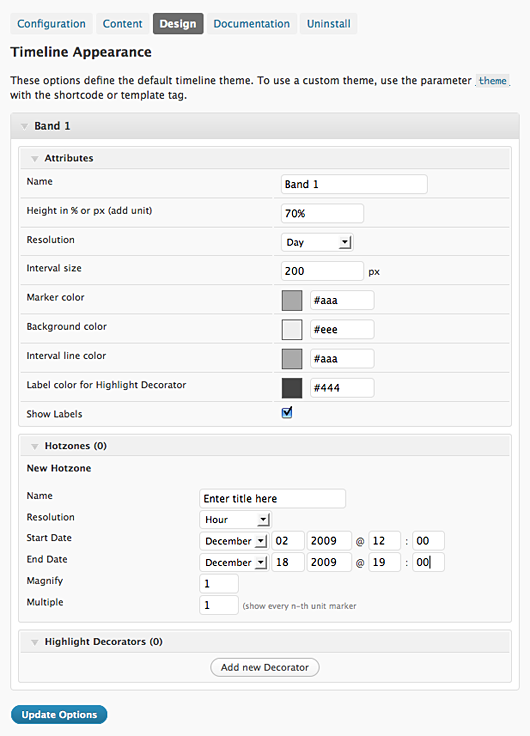 Configuration Content Design Documentation Uninstall
Timeline Appearance
These options define the default timeline theme. To use a custom theme, use the parameter theme
with the shortcode or template tag.
Band 1
Attributes
Name Band 1
Height in % or px (add unit) 70%
Resolution Day
Interval size 200 px
Marker color #aaa
Background color #eee
Interval line color #aaa
Label color for Highlight Decorator #444
Show Labels
Hotzones (0)
New Hotzone
Name Enter title here
Resolution Hour
Start Date December 02 2009 @ 12 : 00
End Date December 18 2009 @ 19 : 00
Magnify 1
Multiple 1 (show every n-th unit marker
Highlight Decorators (0)
Add new Decorator
Update Options